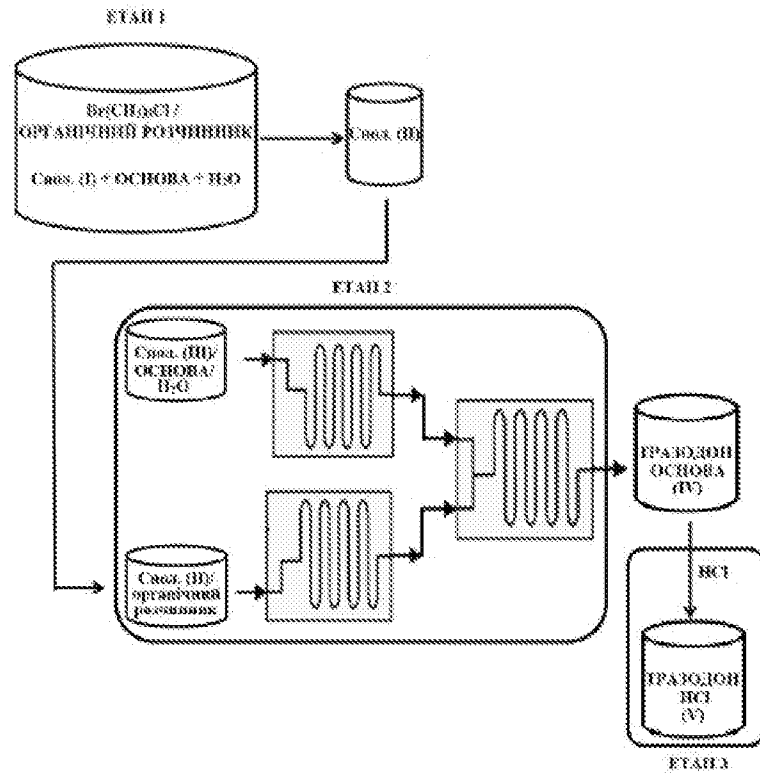 ЕТАП 1
Br(CH₂)₃Cl /
ОРГАНІЧНИЙ РОЗЧИННИК
Спол. (I) + ОСНОВА + H₂O
Спол. (II)
ЕТАП 2
Спол. (III)/
ОСНОВА/
H₂O
Спол. (II)/
органічний
розчинник
ТРАЗОДОН
ОСНОВА
(IV)
HCl
ТРАЗОДОН
HCl
(V)
ЕТАП 3